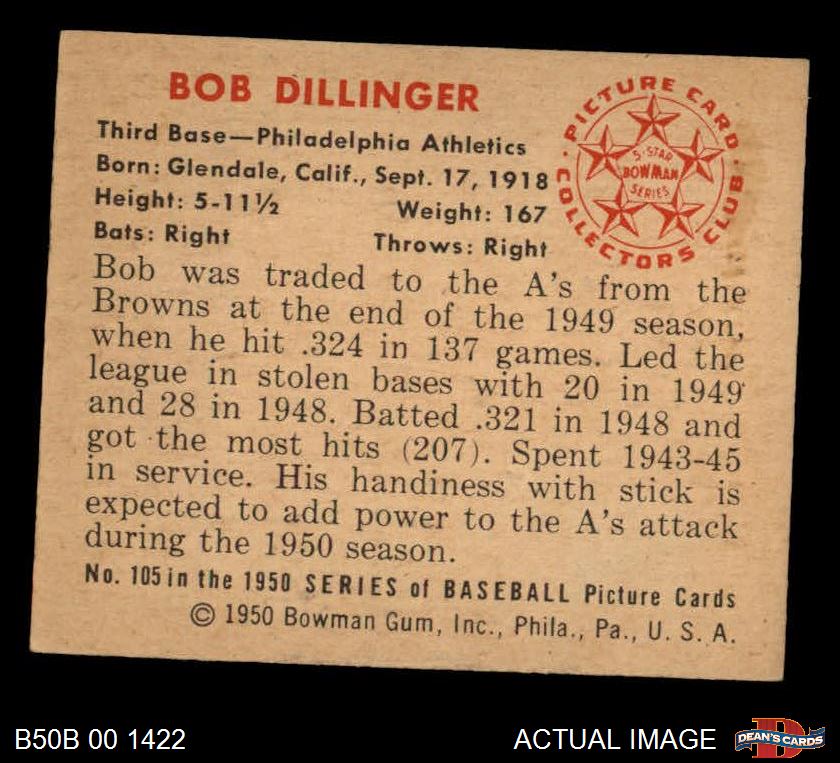 BOB DILLINGER
Third Base—Philadelphia Athletics
Born: Glendale, Calif., Sept. 17, 1918
Height: 5-11½ Weight: 167
Bats: Right Throws: Right
PICTURE CARD
COLLECTORS CLUB
5-STAR
BOWMAN
SERIES
Bob was traded to the A's from the
Browns at the end of the 1949 season,
when he hit .324 in 137 games. Led the
league in stolen bases with 20 in 1949
and 28 in 1948. Batted .321 in 1948 and
got the most hits (207). Spent 1943-45
in service. His handiness with stick is
expected to add power to the A's attack
during the 1950 season.
No. 105 in the 1950 SERIES of BASEBALL Picture Cards
© 1950 Bowman Gum, Inc., Phila., Pa., U. S. A.
B50B 00 1422
ACTUAL IMAGE
DEAN'S CARDS